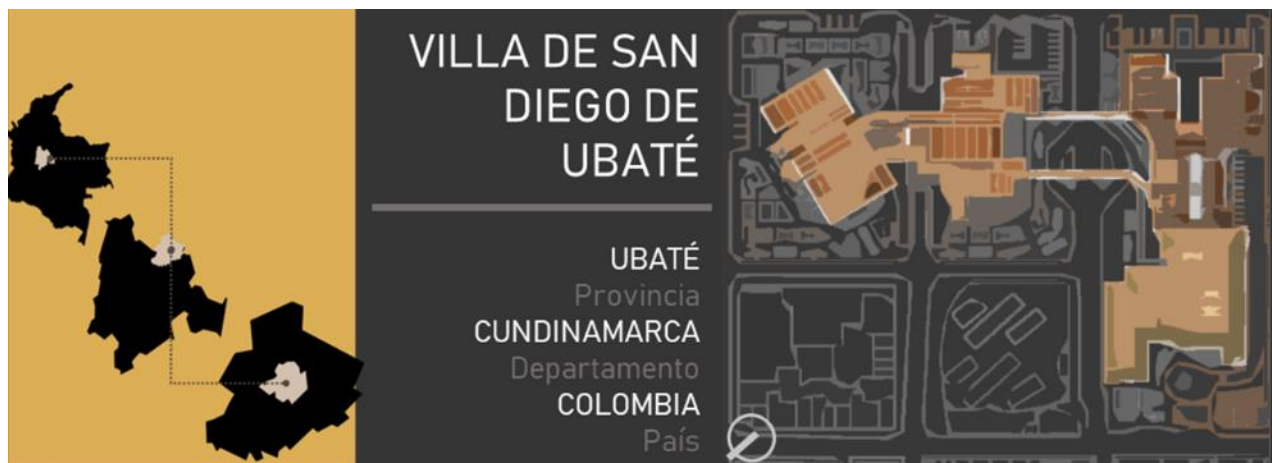 VILLA DE SAN
DIEGO DE
UBATÉ
UBATÉ
Provincia
CUNDINAMARCA
Departamento
COLOMBIA
País